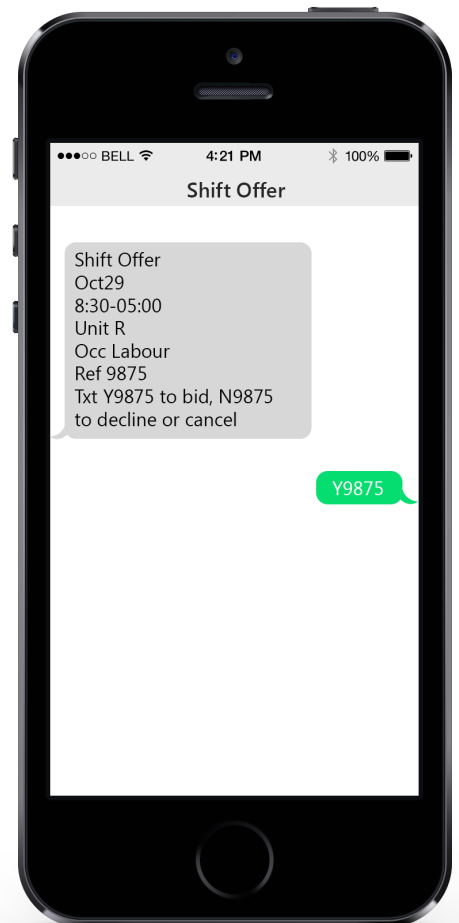 BELL 4:21 PM 100%
Shift Offer
Shift Offer
Oct29
8:30-05:00
Unit R
Occ Labour
Ref 9875
Txt Y9875 to bid, N9875
to decline or cancel
Y9875